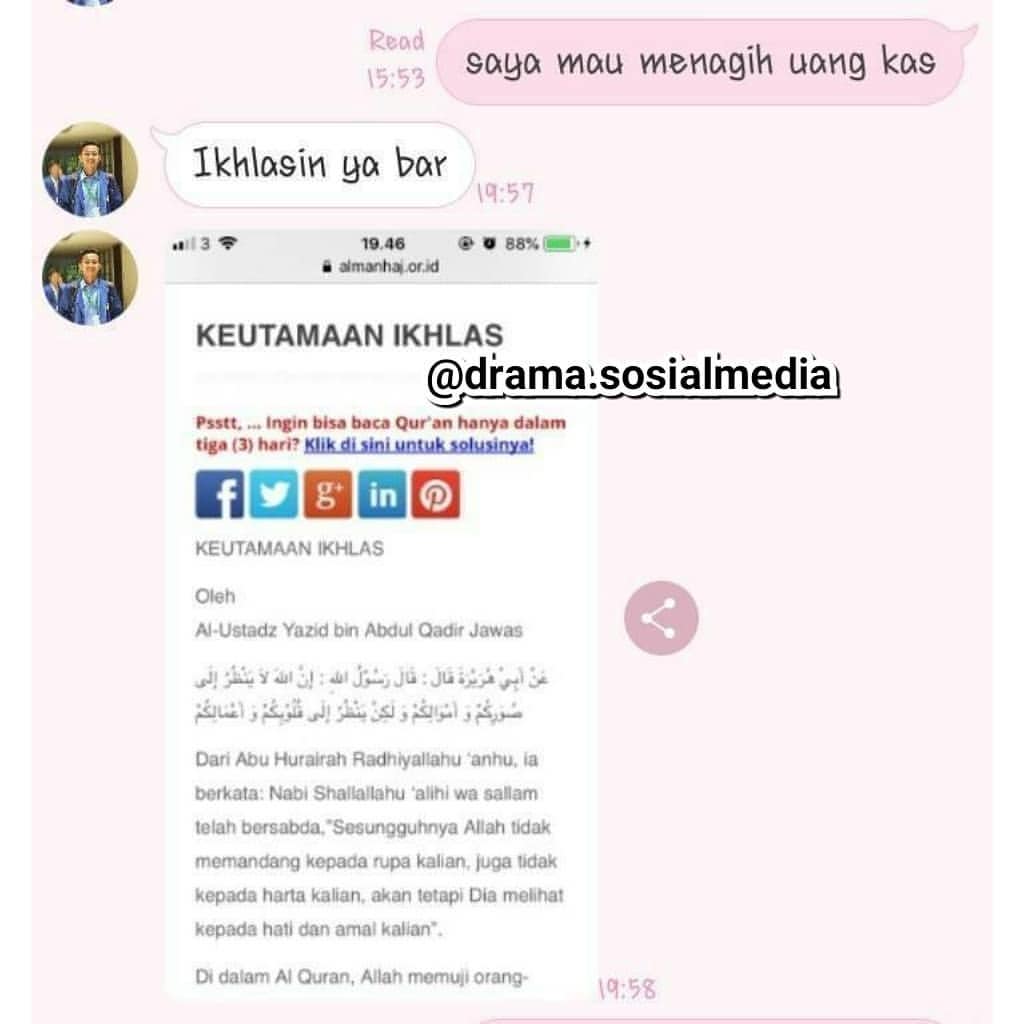 saya mau menagih uang kas
Read
15:53
Ikhlasin ya bar
19:57
3
19.46
88%
almanhaj.or.id
KEUTAMAAN IKHLAS
@drama.sosialmedia
Psstt, ... Ingin bisa baca Qur'an hanya dalam
tiga (3) hari? Klik di sini untuk solusinya!
f
g+
in
KEUTAMAAN IKHLAS
Oleh
Al-Ustadz Yazid bin Abdul Qadir Jawas
عَنْ أَبِيْ هُرَيْرَةَ قَالَ : قَالَ رَسُوْلُ اللهِ : إِنَّ اللهَ لاَ يَنْظُرُ إِلَى
صُوَرِكُمْ وَ أَمْوَالِكُمْ وَ لَكِنْ يَنْظُرُ إِلَى قُلُوْبِكُمْ وَ أَعْمَالِكُمْ
Dari Abu Hurairah Radhiyallahu 'anhu, ia
berkata: Nabi Shallallahu 'alihi wa sallam
telah bersabda,"Sesungguhnya Allah tidak
memandang kepada rupa kalian, juga tidak
kepada harta kalian, akan tetapi Dia melihat
kepada hati dan amal kalian".
Di dalam Al Quran, Allah memuji orang-
19:58